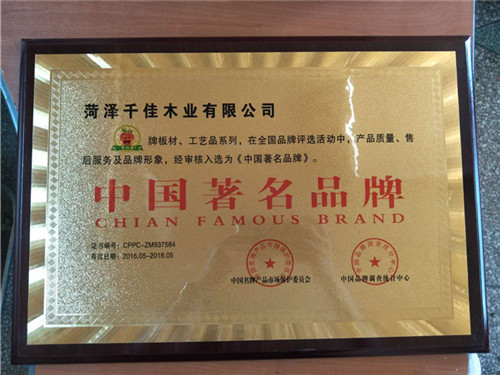 菏泽千佳木业有限公司
牌板材、工艺品系列，在全国品牌评选活动中，产品质量、售
后服务及品牌形象，经审核入选为《中国著名品牌》。
中国著名品牌
CHIAN FAMOUS BRAND
证书编号：CPPC-ZM937584
有效日期：2016.05-2018.05
中国名牌产品市场保护委员会
中国品牌调查统计中心